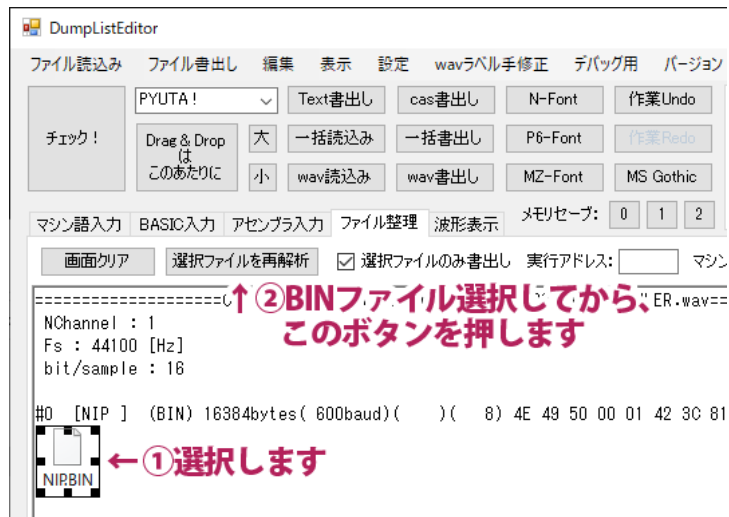 DumpListEditor
ファイル読込み ファイル書出し 編集 表示 設定 wavラベル手修正 デバッグ用 バージョン
PYUTA! Text書出し cas書出し N-Font 作業Undo
チェック! Drag & Drop は このあたりに 大 一括読込み 一括書出し P6-Font 作業Redo
小 wav読込み wav書出し MZ-Font MS Gothic
マシン語入力 BASIC入力 アセンブラ入力 ファイル整理 波形表示 メモリセーブ: 0 1 2
画面クリア 選択ファイルを再解析 選択ファイルのみ書出し 実行アドレス: マシン
ER.wav==
↑②BINファイル選択してから、
このボタンを押します
NChannel : 1
Fs : 44100 [Hz]
bit/sample : 16
#0 [NIP ] (BIN) 16384bytes( 600baud)( )( 8) 4E 49 50 00 01 42 3C 81
NIP.BIN
←①選択します